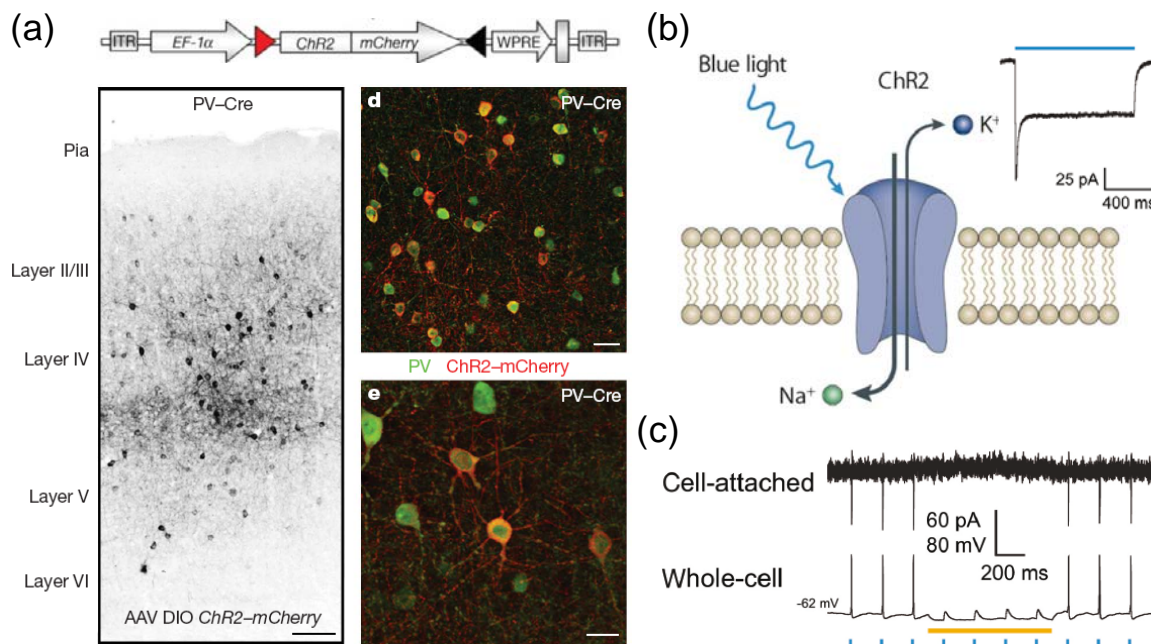 (a)
ITR EF-1α ChR2 mCherry WPRE ITR
PV–Cre
Pia
Layer II/III
Layer IV
Layer V
Layer VI
AAV DIO ChR2–mCherry
d PV–Cre
PV ChR2–mCherry
e PV–Cre
(b)
Blue light
ChR2
K+
25 pA
400 ms
Na+
(c)
Cell-attached
60 pA
80 mV
200 ms
Whole-cell
-62 mV